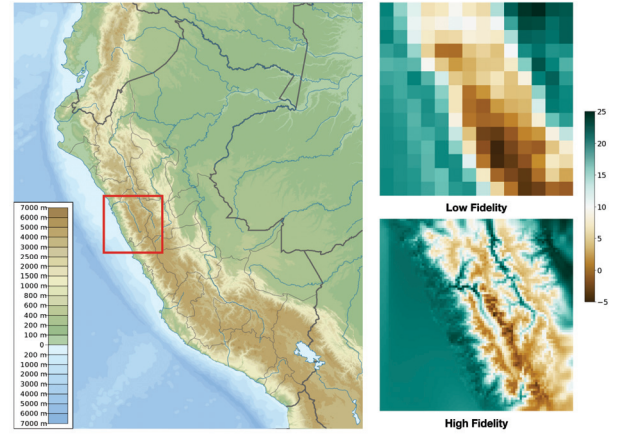 7000 m
6000 m
5000 m
4000 m
3000 m
2000 m
1500 m
1000 m
800 m
600 m
400 m
200 m
100 m
0
200 m
1000 m
2000 m
3000 m
4000 m
5000 m
6000 m
7000 m
Low Fidelity
25
20
15
10
5
0
−5
High Fidelity